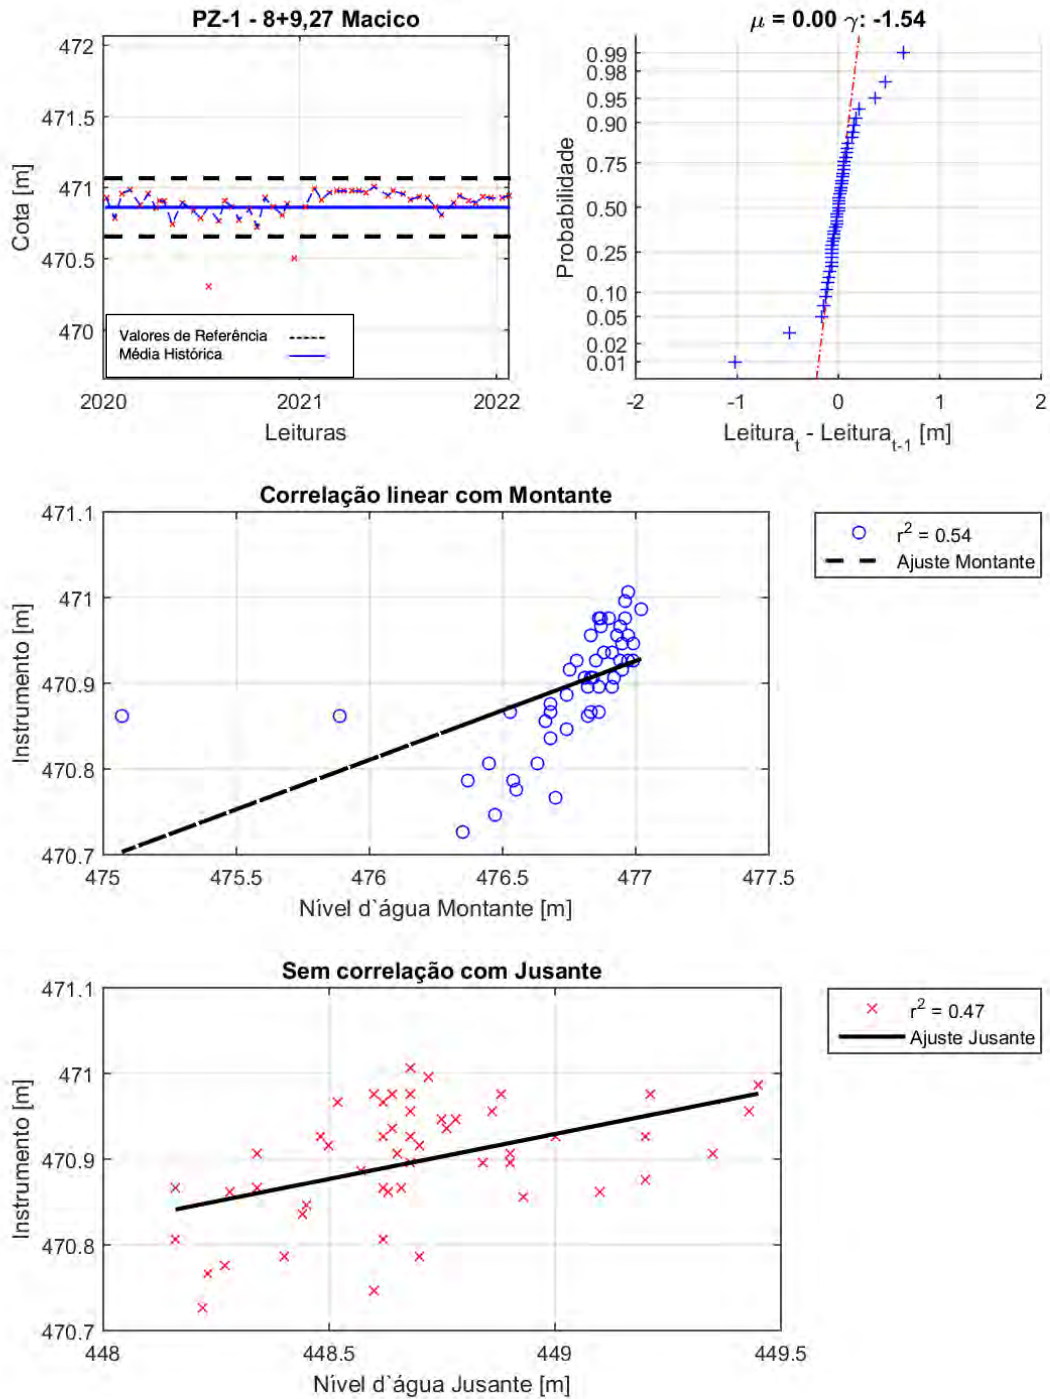 PZ-1 - 8+9,27 Macico
472
471.5
471
470.5
470
Cota [m]
Valores de Referência
Média Histórica
2020
2021
2022
Leituras
μ = 0.00 γ: -1.54
0.99
0.98
0.95
0.90
0.75
0.50
0.25
0.10
0.05
0.02
0.01
Probabilidade
-2
-1
0
1
2
Leitura_t - Leitura_t-1 [m]
Correlação linear com Montante
471.1
471
470.9
470.8
470.7
Instrumento [m]
475
475.5
476
476.5
477
477.5
Nível d`água Montante [m]
r² = 0.54
Ajuste Montante
Sem correlação com Jusante
471.1
471
470.9
470.8
470.7
Instrumento [m]
448
448.5
449
449.5
Nível d`água Jusante [m]
r² = 0.47
Ajuste Jusante